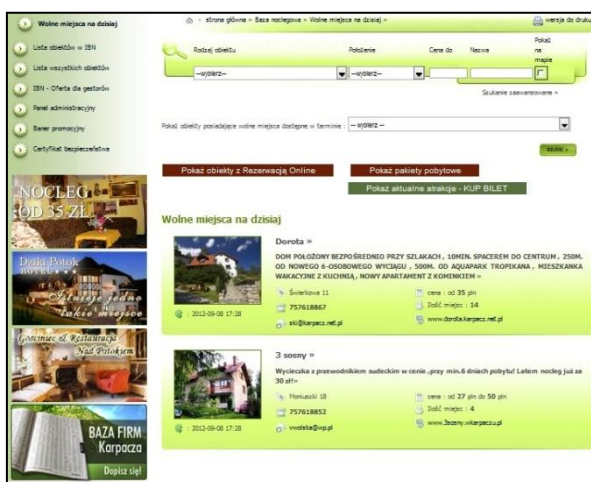 Wolne miejsca na dzisiaj
Lista obiektów w IBN
Lista wszystkich obiektów
IBN - Oferta dla gestorów
Panel administracyjny
Baner promocyjny
Certyfikat bezpieczeństwa
NOCLEG
OD 35 ZŁ
Dziki Potok
HOTEL ★★★
Istnieje jedno
takie miejsce
Gościniec & Restauracja
Nad Potokiem
BAZA FIRM
Karpacza
Dopisz się!
» strona główna » Baza noclegowa » Wolne miejsca na dzisiaj »
wersja do druku
Rodzaj obiektu
Położenie
Cena do
Nazwa
Pokaż
na
mapie
--wybierz--
--wybierz--
Szukanie zaawansowane »
Pokaż obiekty posiadające wolne miejsca dostępne w terminie :
-- wybierz --
szukaj »
Pokaż obiekty z Rezerwacją Online
Pokaż pakiety pobytowe
Pokaż aktualne atrakcje - KUP BILET
Wolne miejsca na dzisiaj
Dorota »
DOM POŁOŻONY BEZPOŚREDNIO PRZY SZLAKACH , 10MIN. SPACEREM DO CENTRUM , 250M.
OD NOWEGO 6-OSOBOWEGO WYCIĄGU , 500M. OD AQUAPARK TROPIKANA , MIESZKANKA
WAKACYJNE Z KUCHNIĄ , NOWY APARTAMENT Z KOMINKIEM »
Świerkowa 11
cena : od 35 pln
757618867
Ilość miejsc : 14
ski@karpacz.net.pl
www.dorota.karpacz.net.pl
: 2012-09-08 17:28
3 sosny »
Wycieczka z przewodnikiem sudeckim w cenie ,przy min.6 dniach pobytu! Latem nocleg już za
30 zł!»
Moniuszki 18
cena : od 27 pln do 50 pln
757618852
Ilość miejsc : 4
vwolska@wp.pl
www.3sosny.wkarpaczu.pl
: 2012-09-08 17:28